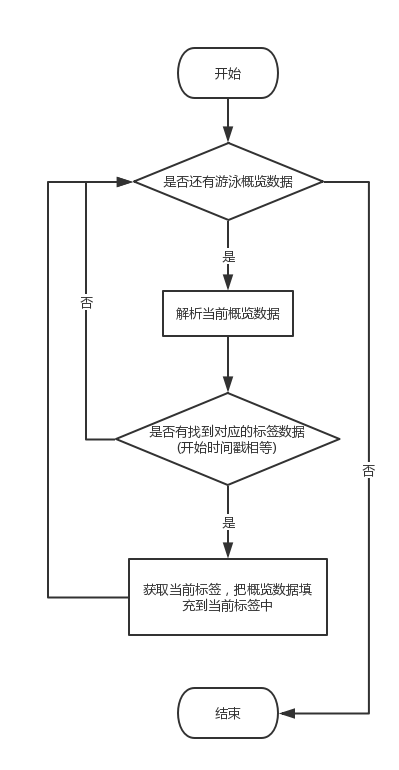 开始
是否还有游泳概览数据
是
解析当前概览数据
否
是否有找到对应的标签数据
(开始时间戳相等)
否
是
获取当前标签，把概览数据填
充到当前标签中
结束